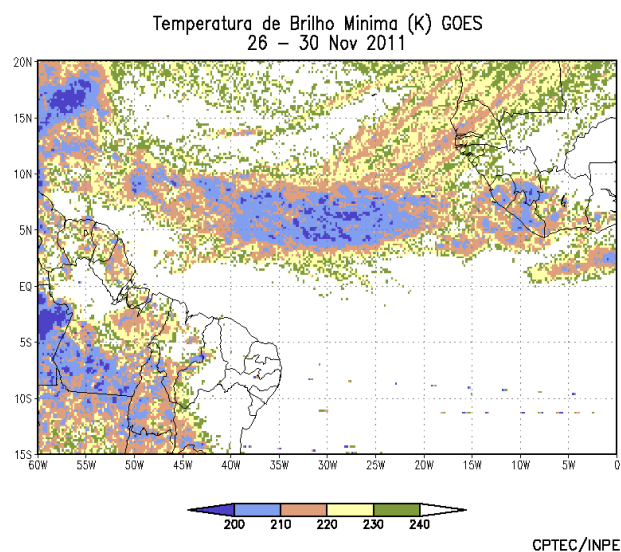 Temperatura de Brilho Mínima (K) GOES
26 – 30 Nov 2011
20N
15N
10N
5N
EQ
5S
10S
15S
60W 55W 50W 45W 40W 35W 30W 25W 20W 15W 10W 5W 0
200 210 220 230 240
CPTEC/INPE